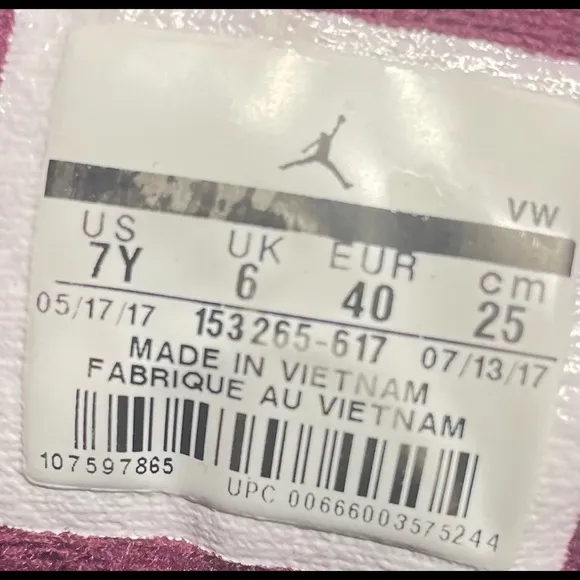 VW
US UK EUR cm
7Y 6 40 25
05/17/17 153265-617 07/13/17
MADE IN VIETNAM
FABRIQUE AU VIETNAM
107597865
UPC 00666003575244